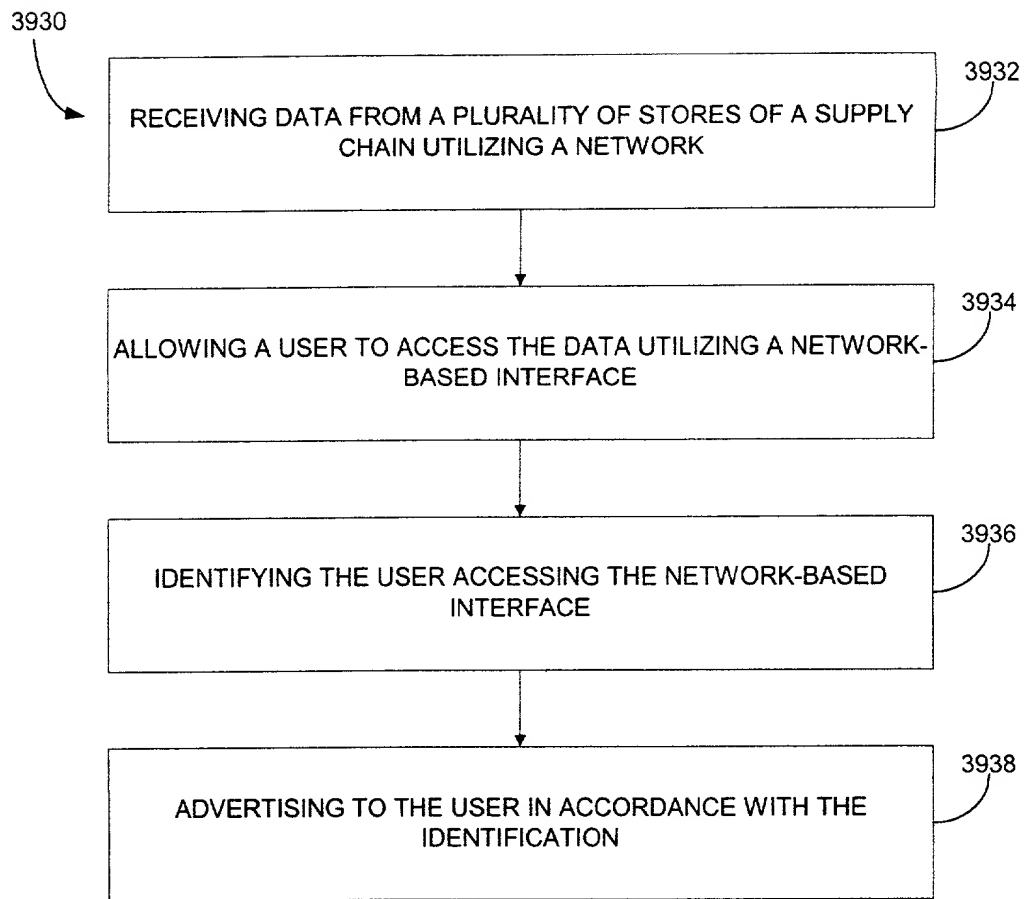 3930
3932
RECEIVING DATA FROM A PLURALITY OF STORES OF A SUPPLY
CHAIN UTILIZING A NETWORK
3934
ALLOWING A USER TO ACCESS THE DATA UTILIZING A NETWORK-
BASED INTERFACE
3936
IDENTIFYING THE USER ACCESSING THE NETWORK-BASED
INTERFACE
3938
ADVERTISING TO THE USER IN ACCORDANCE WITH THE
IDENTIFICATION